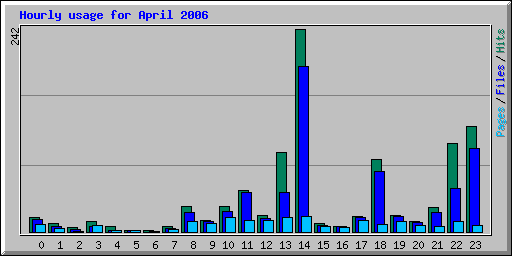 Hourly usage for April 2006
242
Pages / Files / Hits
0 1 2 3 4 5 6 7 8 9 10 11 12 13 14 15 16 17 18 19 20 21 22 23